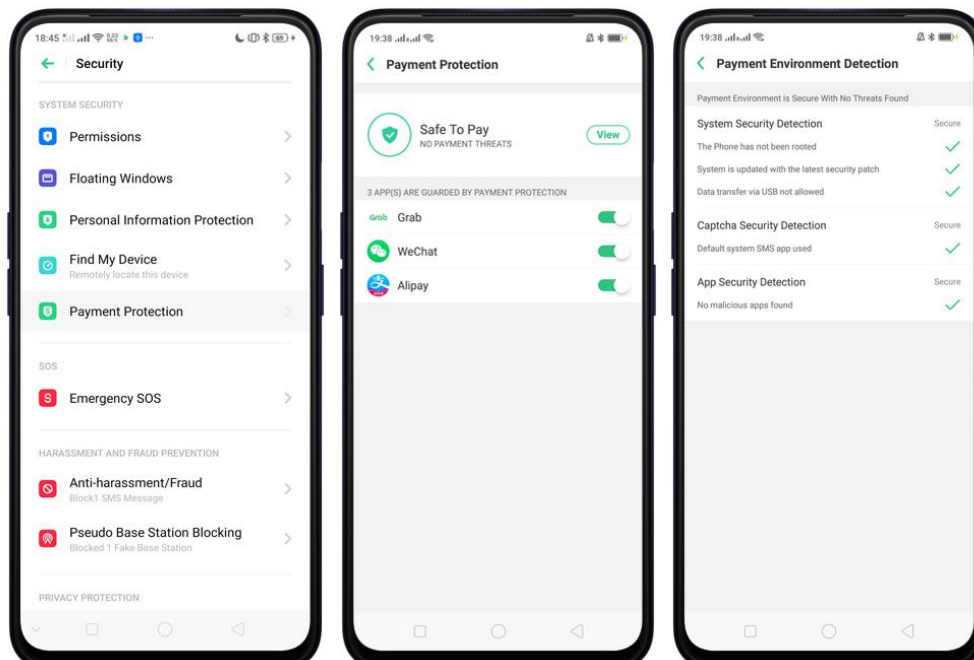 18:45
69
Security
SYSTEM SECURITY
Permissions
Floating Windows
Personal Information Protection
Find My Device
Remotely locate this device
Payment Protection
SOS
S
Emergency SOS
HARASSMENT AND FRAUD PREVENTION
Anti-harassment/Fraud
Block1 SMS Message
Pseudo Base Station Blocking
Blocked 1 Fake Base Station
PRIVACY PROTECTION
19:38
Payment Protection
Safe To Pay
NO PAYMENT THREATS
View
3 APP(S) ARE GUARDED BY PAYMENT PROTECTION
Grab Grab
WeChat
Alipay
19:38
Payment Environment Detection
Payment Environment is Secure With No Threats Found
System Security Detection Secure
The Phone has not been rooted
System is updated with the latest security patch
Data transfer via USB not allowed
Captcha Security Detection Secure
Default system SMS app used
App Security Detection Secure
No malicious apps found